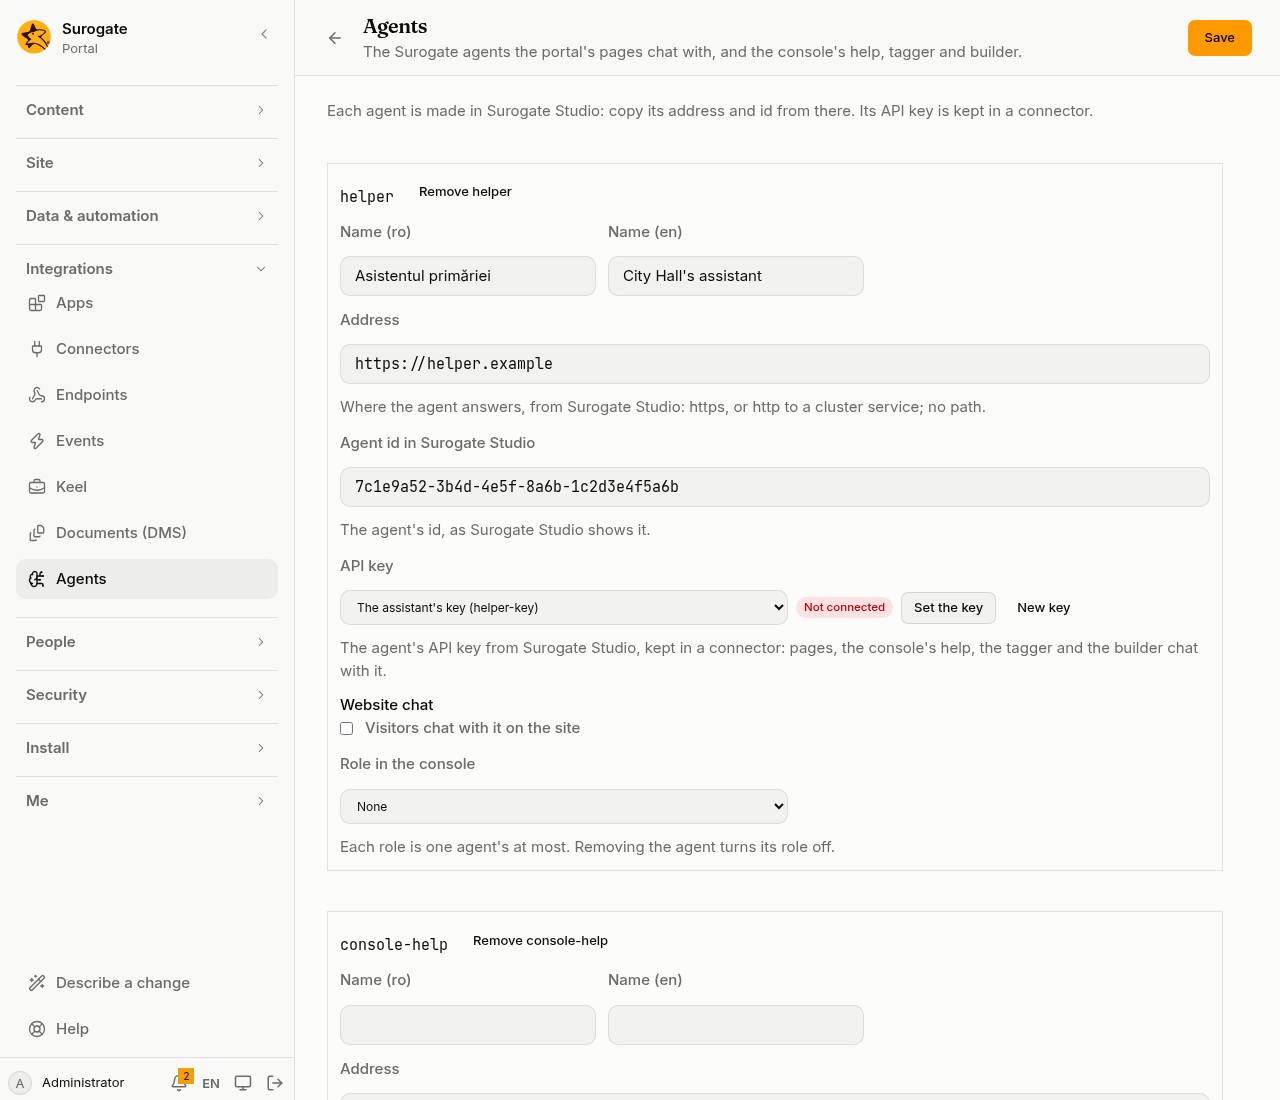 Surogate
Portal
Content
Site
Data & automation
Integrations
Apps
Connectors
Endpoints
Events
Keel
Documents (DMS)
Agents
People
Security
Install
Me
Describe a change
Help
A
Administrator
2
EN
Agents
The Surogate agents the portal's pages chat with, and the console's help, tagger and builder.
Save
Each agent is made in Surogate Studio: copy its address and id from there. Its API key is kept in a connector.
helper
Remove helper
Name (ro)
Name (en)
Asistentul primăriei
City Hall's assistant
Address
https://helper.example
Where the agent answers, from Surogate Studio: https, or http to a cluster service; no path.
Agent id in Surogate Studio
7c1e9a52-3b4d-4e5f-8a6b-1c2d3e4f5a6b
The agent's id, as Surogate Studio shows it.
API key
The assistant's key (helper-key)
Not connected
Set the key
New key
The agent's API key from Surogate Studio, kept in a connector: pages, the console's help, the tagger and the builder chat
with it.
Website chat
Visitors chat with it on the site
Role in the console
None
Each role is one agent's at most. Removing the agent turns its role off.
console-help
Remove console-help
Name (ro)
Name (en)
Address